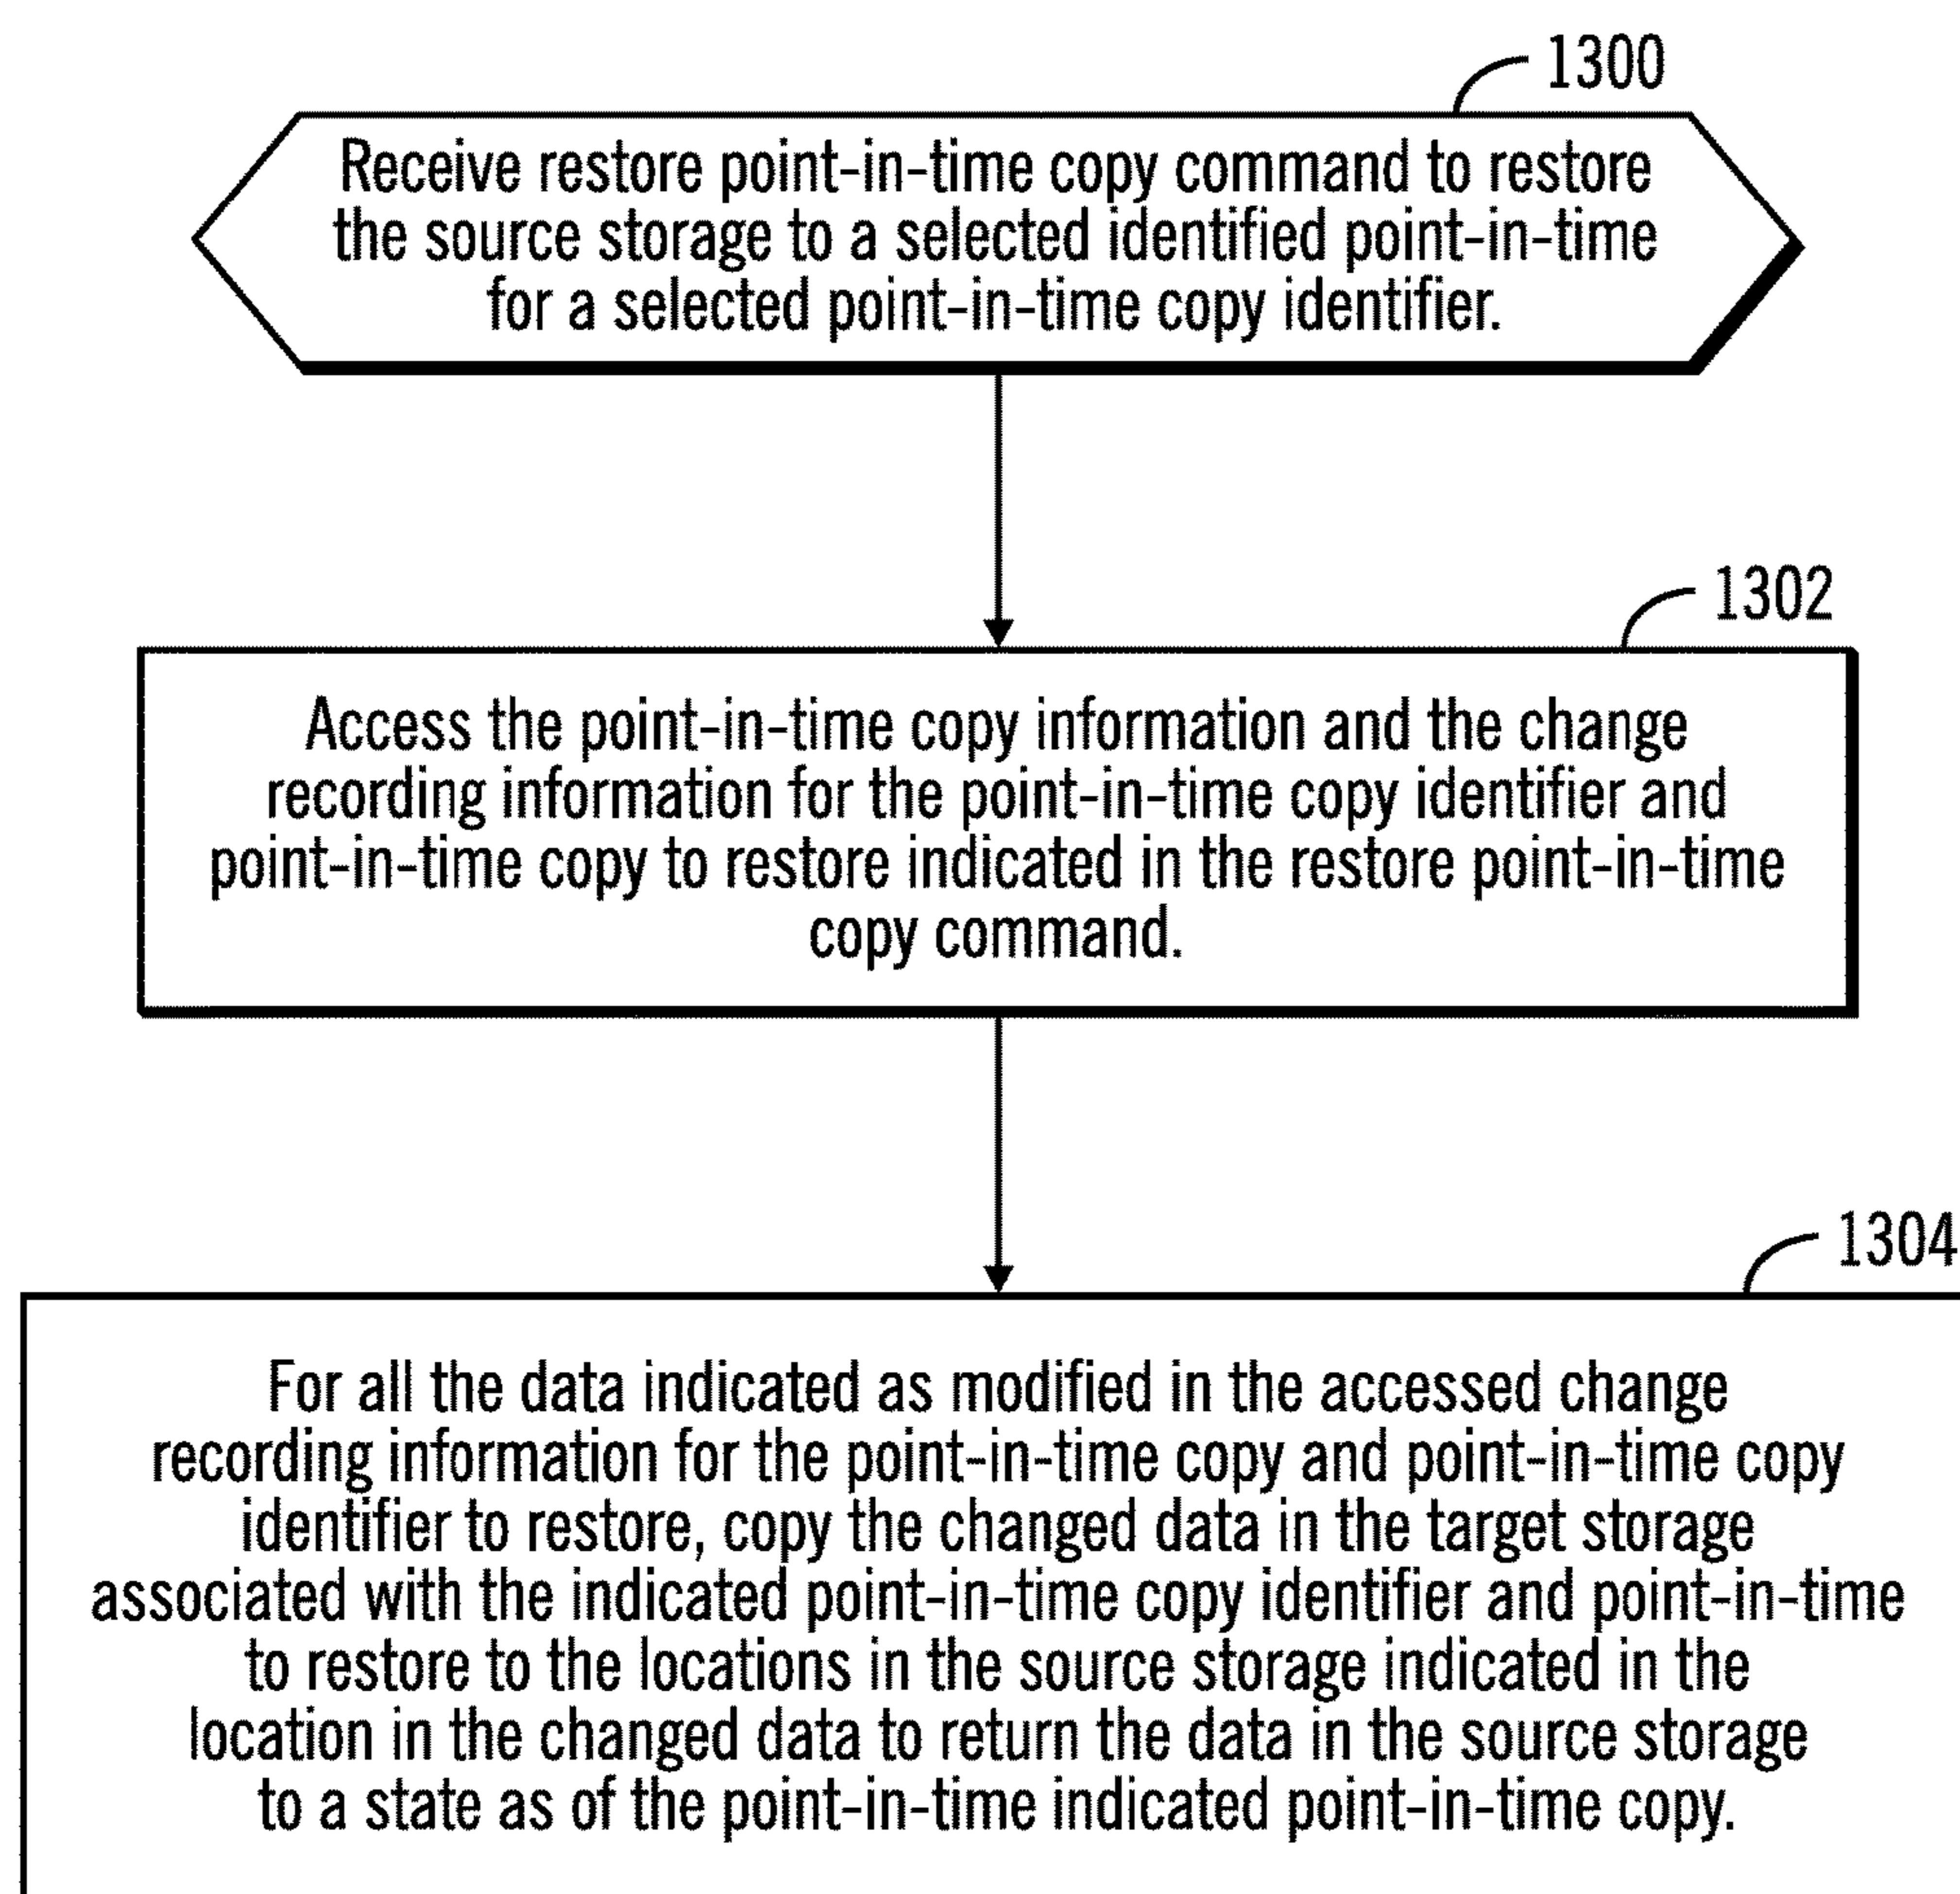 1300
Receive restore point-in-time copy command to restore
the source storage to a selected identified point-in-time
for a selected point-in-time copy identifier.
1302
Access the point-in-time copy information and the change
recording information for the point-in-time copy identifier and
point-in-time copy to restore indicated in the restore point-in-time
copy command.
1304
For all the data indicated as modified in the accessed change
recording information for the point-in-time copy and point-in-time copy
identifier to restore, copy the changed data in the target storage
associated with the indicated point-in-time copy identifier and point-in-time
to restore to the locations in the source storage indicated in the
location in the changed data to return the data in the source storage
to a state as of the point-in-time indicated point-in-time copy.